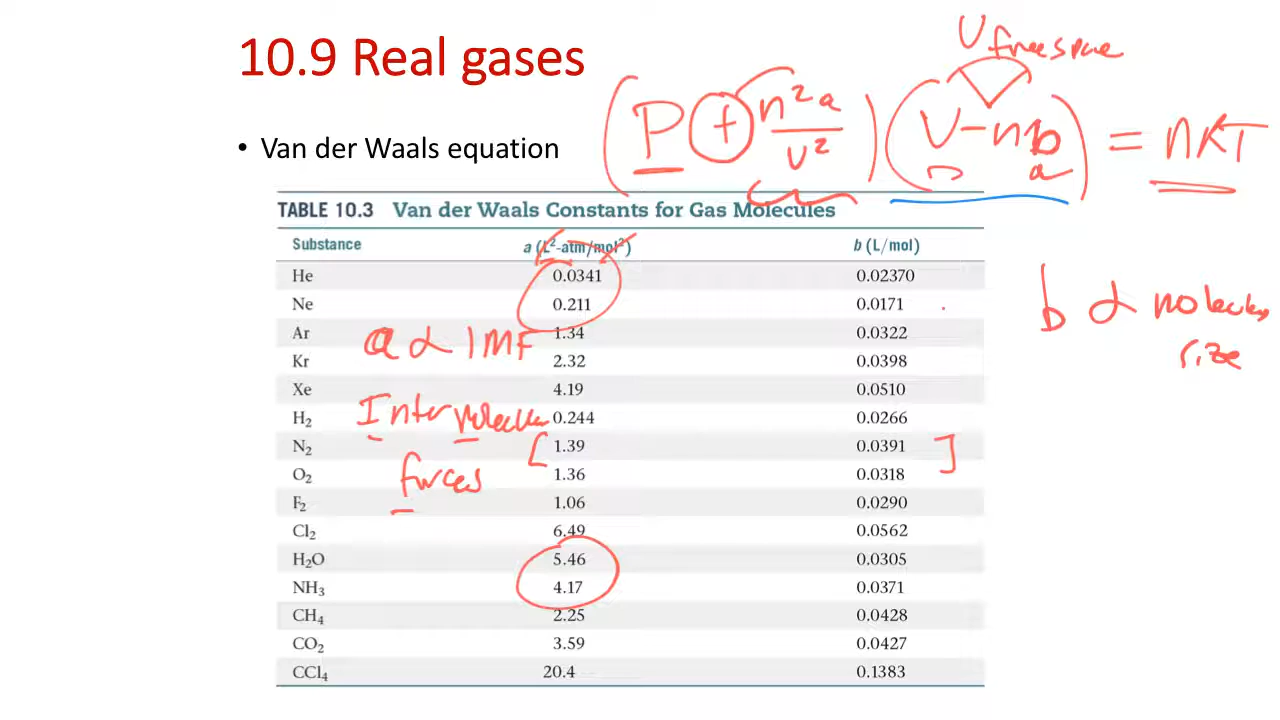 10.9 Real gases
U free space
(P + n²a/v²) (V - nb) = nRT
a
• Van der Waals equation
TABLE 10.3 Van der Waals Constants for Gas Molecules
Substance a (L²-atm/mol²) b (L/mol)
He 0.0341 0.02370
Ne 0.211 0.0171
Ar 1.34 0.0322
Kr 2.32 0.0398
Xe 4.19 0.0510
H₂ 0.244 0.0266
N₂ 1.39 0.0391
O₂ 1.36 0.0318
F₂ 1.06 0.0290
Cl₂ 6.49 0.0562
H₂O 5.46 0.0305
NH₃ 4.17 0.0371
CH₄ 2.25 0.0428
CO₂ 3.59 0.0427
CCl₄ 20.4 0.1383
a α IMF
Intermolecular
forces
b α molecules
size